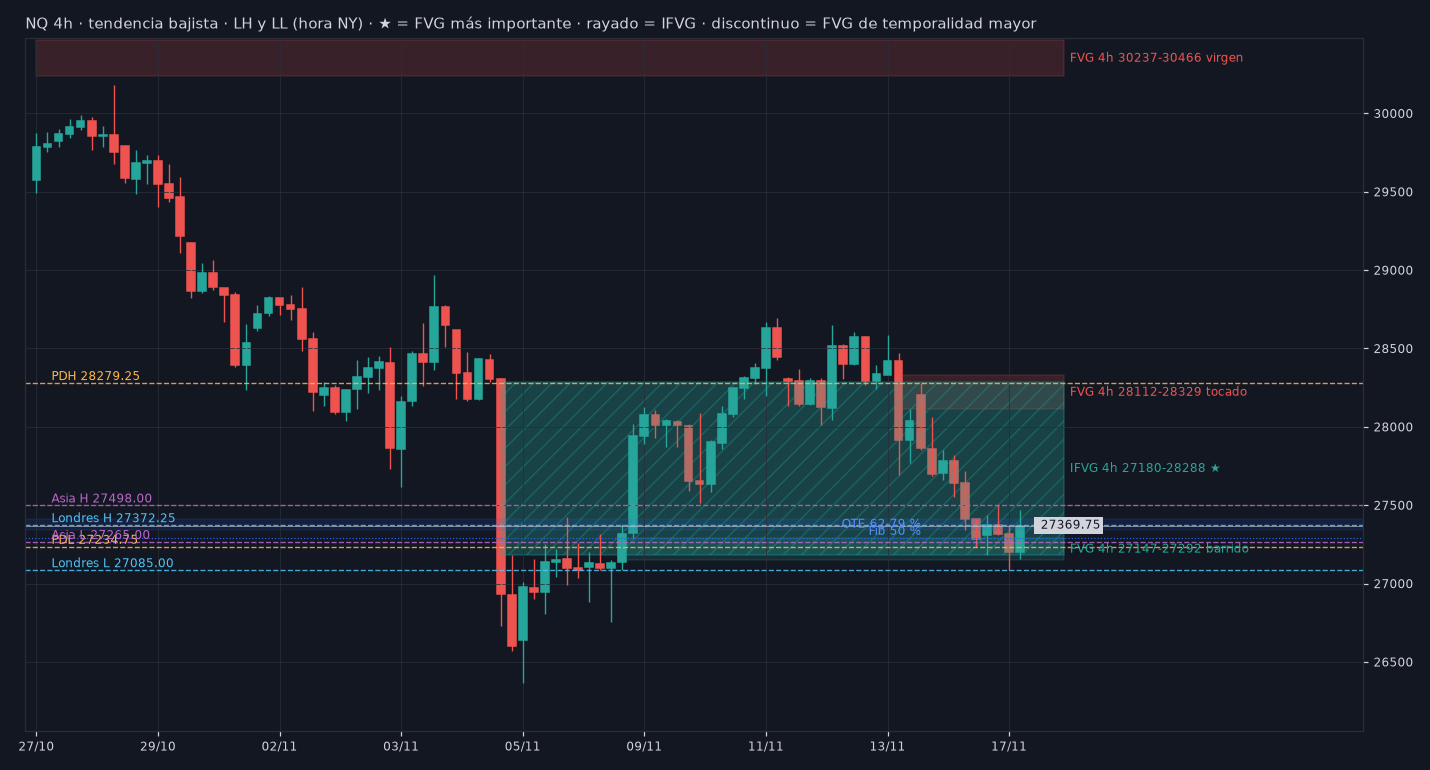 NQ 4h · tendencia bajista · LH y LL (hora NY) · ★ = FVG más importante · rayado = IFVG · discontinuo = FVG de temporalidad mayor
FVG 4h 30237-30466 virgen
30000
29500
29000
28500
PDH 28279.25
FVG 4h 28112-28329 tocado
28000
IFVG 4h 27180-28288 ★
Asia H 27498.00
27500
Londres H 27372.25
OTE 62-79 %
27369.75
Fib 50 %
Asia L 27265.00
PDL 27234.75
FVG 4h 27147-27292 barrido
Londres L 27085.00
27000
26500
27/10
29/10
02/11
03/11
05/11
09/11
11/11
13/11
17/11